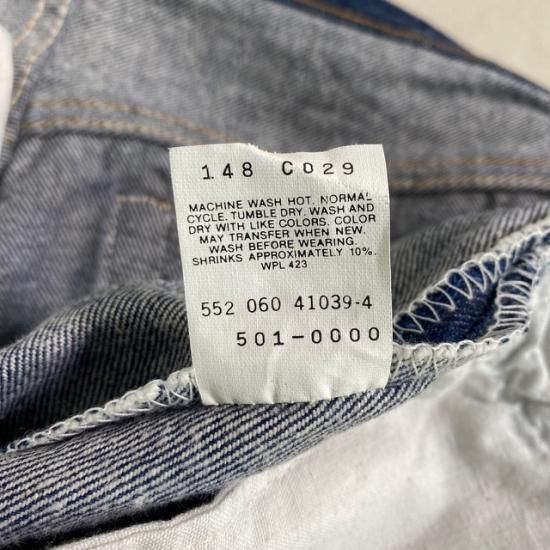 148 C029
MACHINE WASH HOT. NORMAL
CYCLE. TUMBLE DRY. WASH AND
DRY WITH LIKE COLORS. COLOR
MAY TRANSFER WHEN NEW.
WASH BEFORE WEARING.
SHRINKS APPROXIMATELY 10%.
WPL 423
552 060 41039-4
501-0000